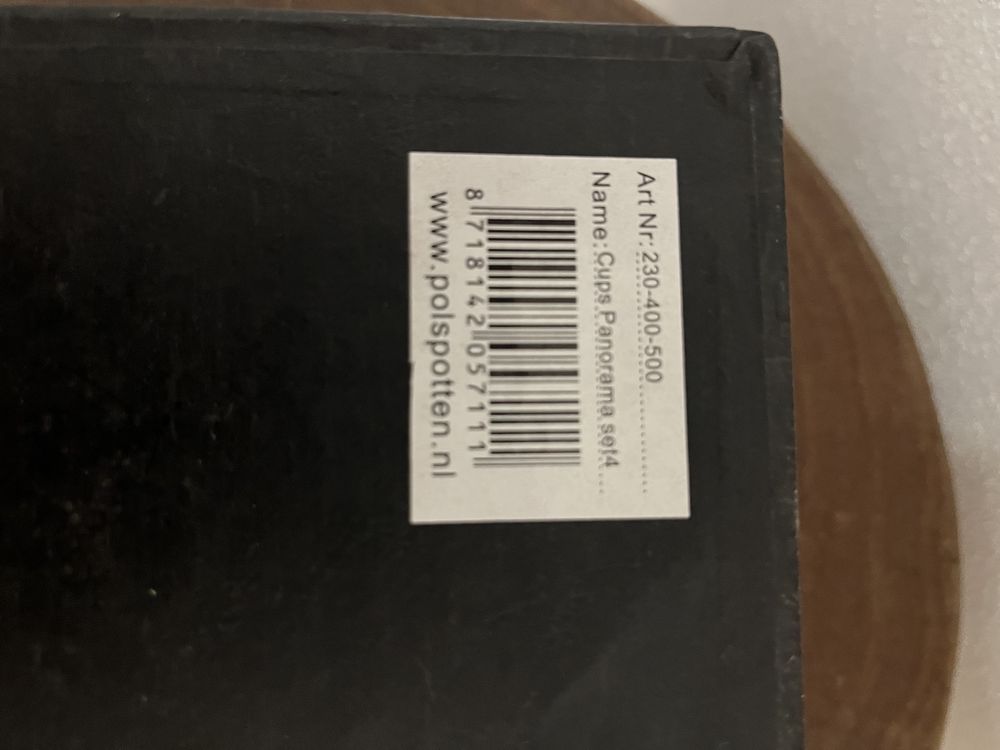 Art Nr: 230-400-500
Name: Cups Panorama set4
8 718142 057111
www.polspotten.nl